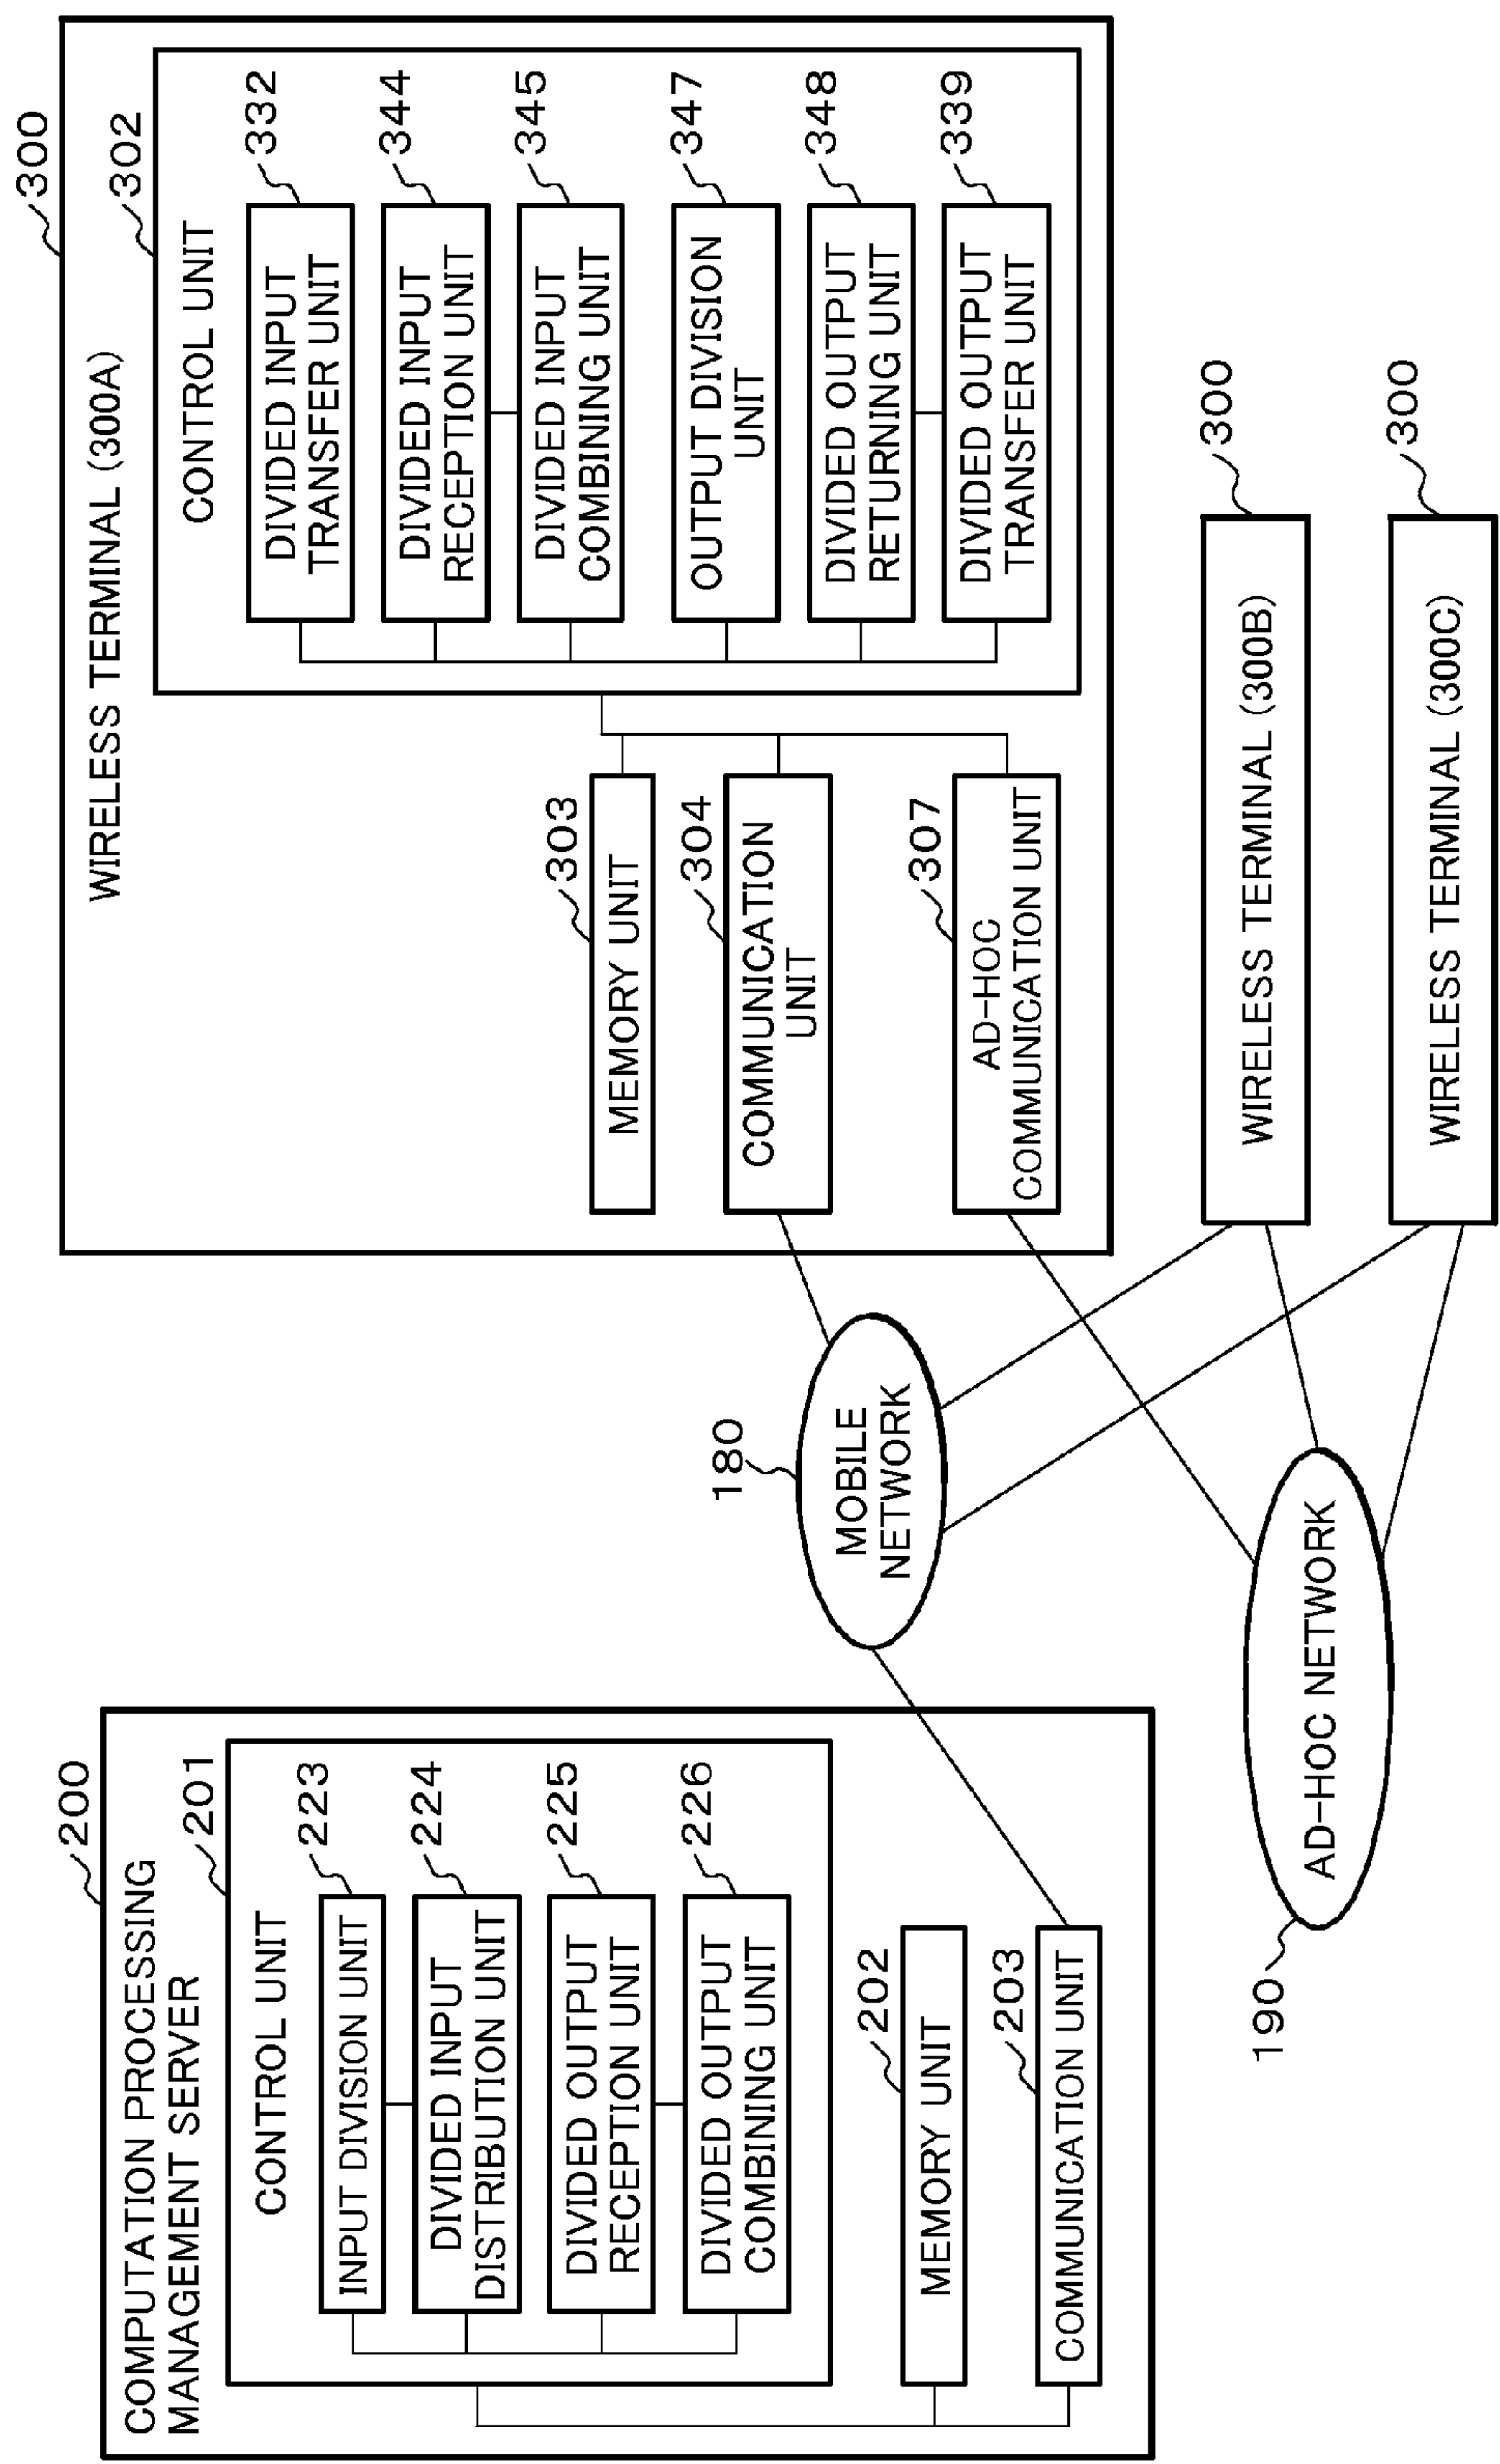 200
COMPUTATION PROCESSING
MANAGEMENT SERVER
201
CONTROL UNIT
223
INPUT DIVISION UNIT
224
DIVIDED INPUT
DISTRIBUTION UNIT
225
DIVIDED OUTPUT
RECEPTION UNIT
226
DIVIDED OUTPUT
COMBINING UNIT
202
MEMORY UNIT
203
COMMUNICATION UNIT
180
MOBILE
NETWORK
190
AD-HOC NETWORK
300
WIRELESS TERMINAL (300A)
302
CONTROL UNIT
332
DIVIDED INPUT
TRANSFER UNIT
344
DIVIDED INPUT
RECEPTION UNIT
345
DIVIDED INPUT
COMBINING UNIT
347
OUTPUT DIVISION
UNIT
348
DIVIDED OUTPUT
RETURNING UNIT
339
DIVIDED OUTPUT
TRANSFER UNIT
303
MEMORY UNIT
304
COMMUNICATION
UNIT
307
AD-HOC
COMMUNICATION UNIT
300
WIRELESS TERMINAL (300B)
300
WIRELESS TERMINAL (300C)